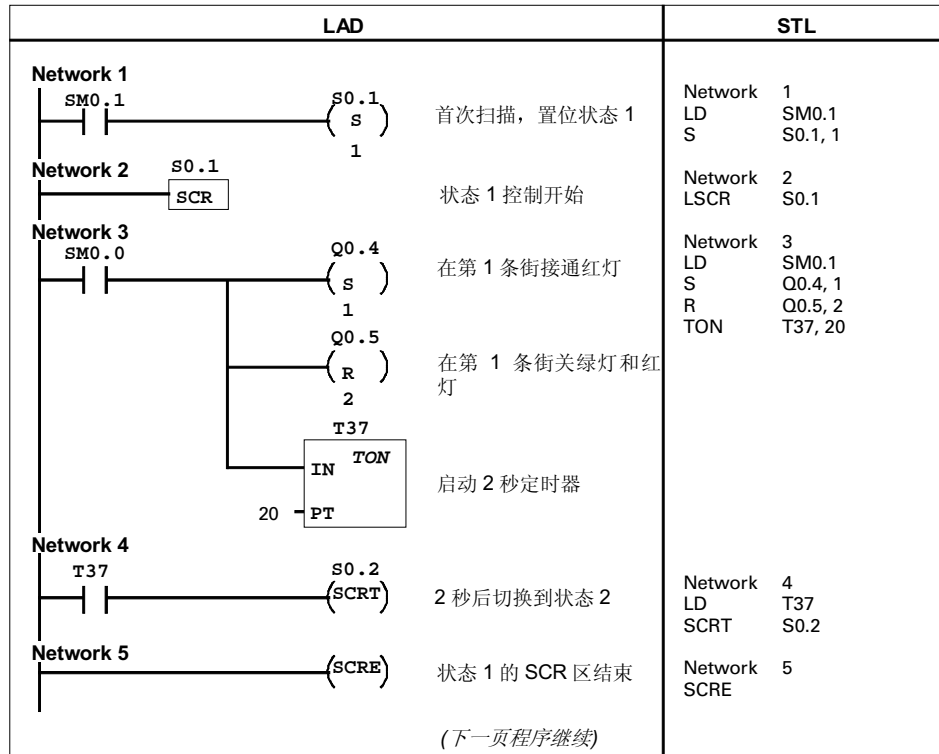 LAD STL
Network 1
SM0.1 S0.1
S
1
首次扫描，置位状态 1
Network 1
LD SM0.1
S S0.1, 1
Network 2
S0.1
SCR
状态 1 控制开始
Network 2
LSCR S0.1
Network 3
SM0.0 Q0.4
S
1
在第 1 条街接通红灯
Q0.5
R
2
在第 1 条街关绿灯和红
灯
T37
IN TON
20 PT
启动 2 秒定时器
Network 3
LD SM0.1
S Q0.4, 1
R Q0.5, 2
TON T37, 20
Network 4
T37 S0.2
SCRT
2 秒后切换到状态 2
Network 4
LD T37
SCRT S0.2
Network 5
SCRE
状态 1 的 SCR 区结束
Network 5
SCRE
(下一页程序继续)